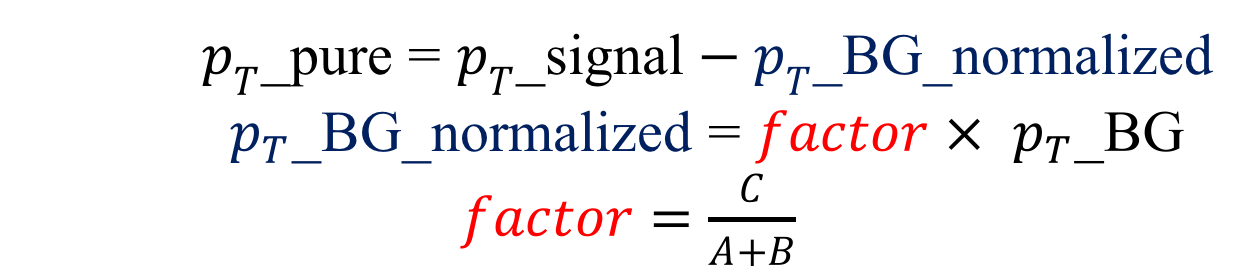 p_T_pure = p_T_signal − p_T_BG_normalized
p_T_BG_normalized = factor × p_T_BG
factor = C / A+B